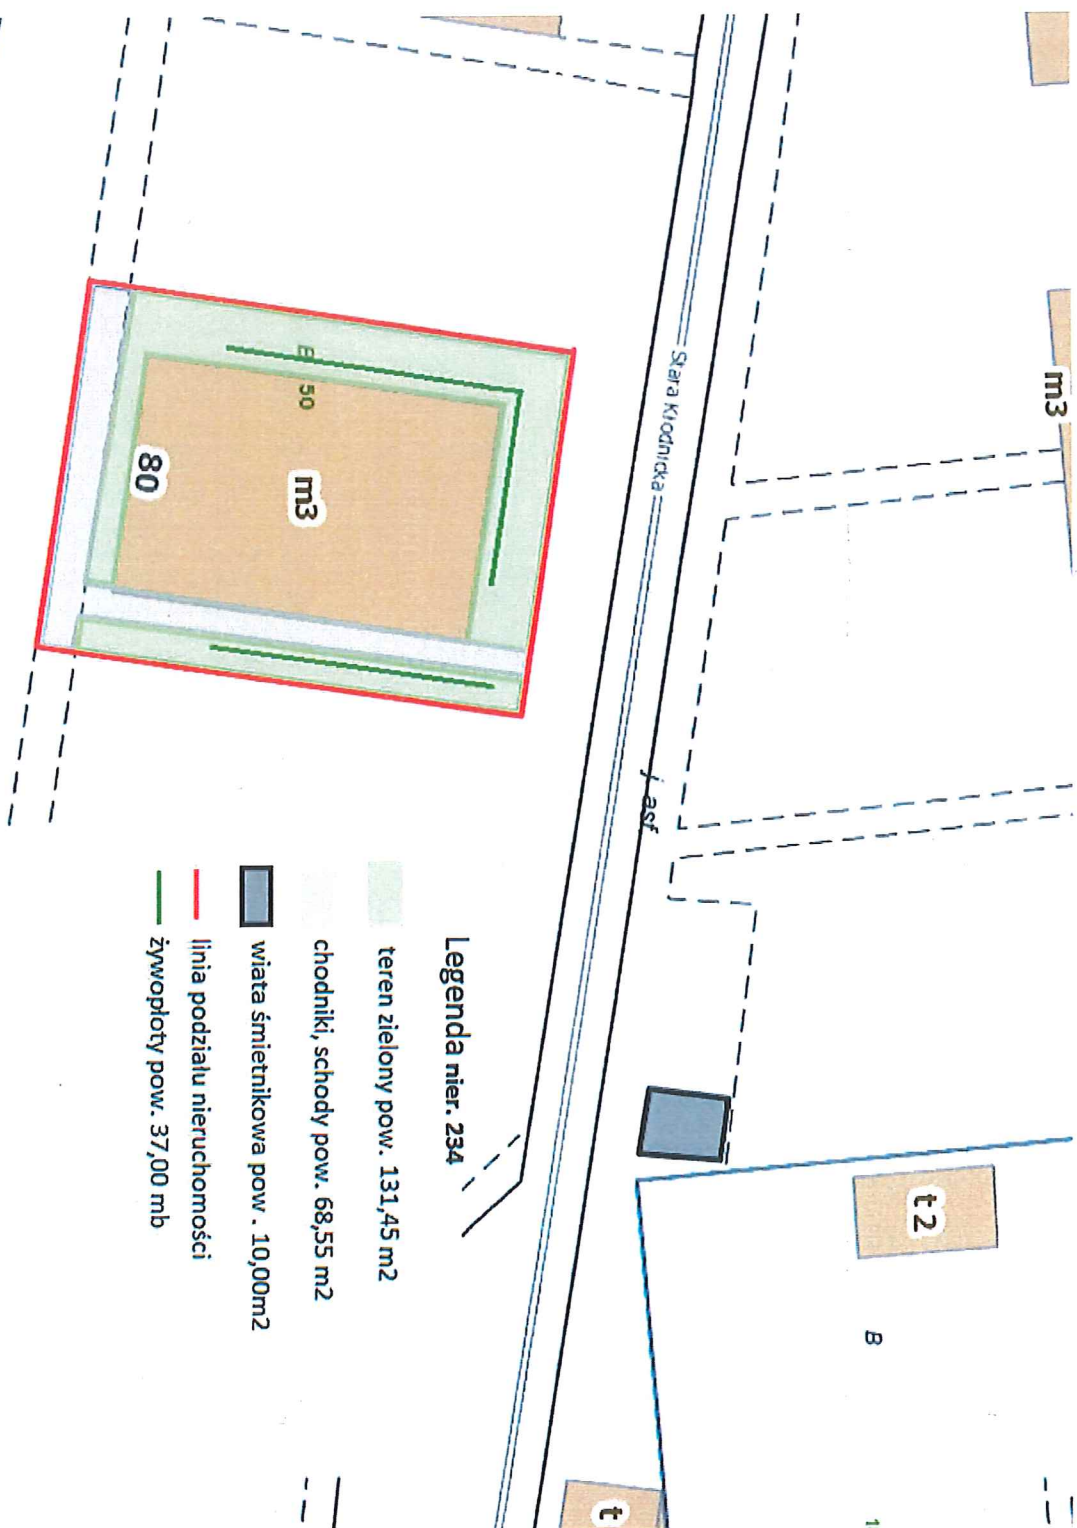 m3
Stara Kłodnicka
B
50
m3
80
j. asf
Legenda nier. 234
teren zielony pow. 131,45 m2
chodniki, schody pow. 68,55 m2
wiata śmietnikowa pow . 10,00m2
linia podziału nieruchomości
żywopłoty pow. 37,00 mb
t2
B
t
1